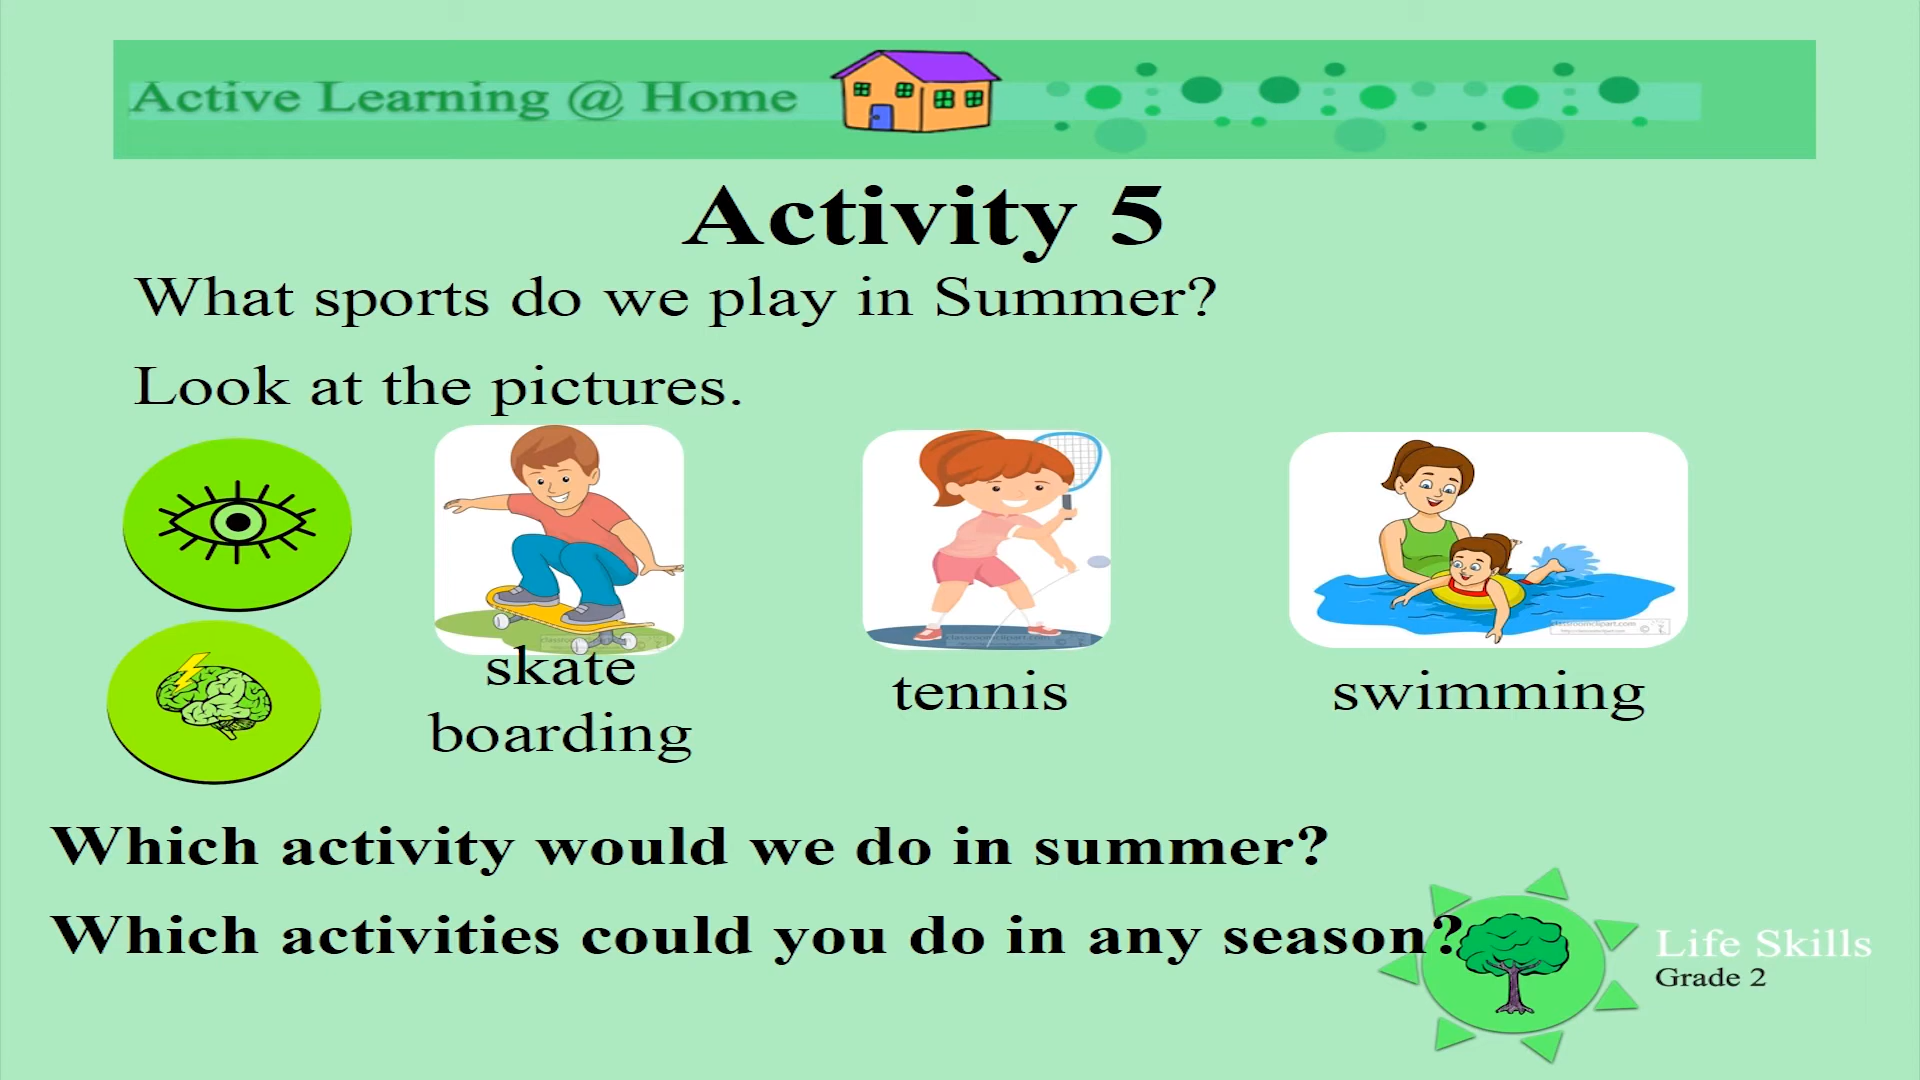 Active Learning @ Home
Activity 5
What sports do we play in Summer?
Look at the pictures.
skate
boarding
tennis
swimming
Which activity would we do in summer?
Which activities could you do in any season?
Life Skills
Grade 2
classroomclipart.com